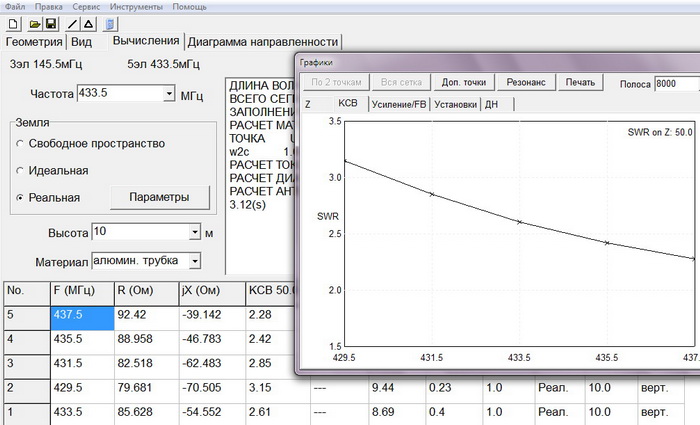 Файл Правка Сервис Инструменты Помощь
Геометрия Вид Вычисления Диаграмма направленности
3эл 145.5мГц 5эл 433.5мГц
Частота 433.5 МГц
Земля
Свободное пространство
Идеальная
Реальная Параметры
Высота 10 м
Материал алюмин. трубка
ДЛИНА ВОЛ
ВСЕГО СЕГ
ЗАПОЛНЕНИ
РАСЧЕТ МАТ
ТОЧКА U
w2c 1.0
РАСЧЕТ ТОК
РАСЧЕТ ДИА
РАСЧЕТ АНТ
3.12(s)
Графики
По 2 точкам Вся сетка Доп. точки Резонанс Печать Полоса 8000
Z КСВ Усиление/FB Установки ДН
SWR on Z: 50.0
3.5
3.0
SWR
2.5
2.0
1.5
429.5 431.5 433.5 435.5 437.
No. F (МГц) R (Ом) jX (Ом) КСВ 50.0
5 437.5 92.42 -39.142 2.28
4 435.5 88.958 -46.783 2.42
3 431.5 82.518 -62.483 2.85
2 429.5 79.681 -70.505 3.15 --- 9.44 0.23 1.0 Реал. 10.0 верт.
1 433.5 85.628 -54.552 2.61 --- 8.69 0.4 1.0 Реал. 10.0 верт.